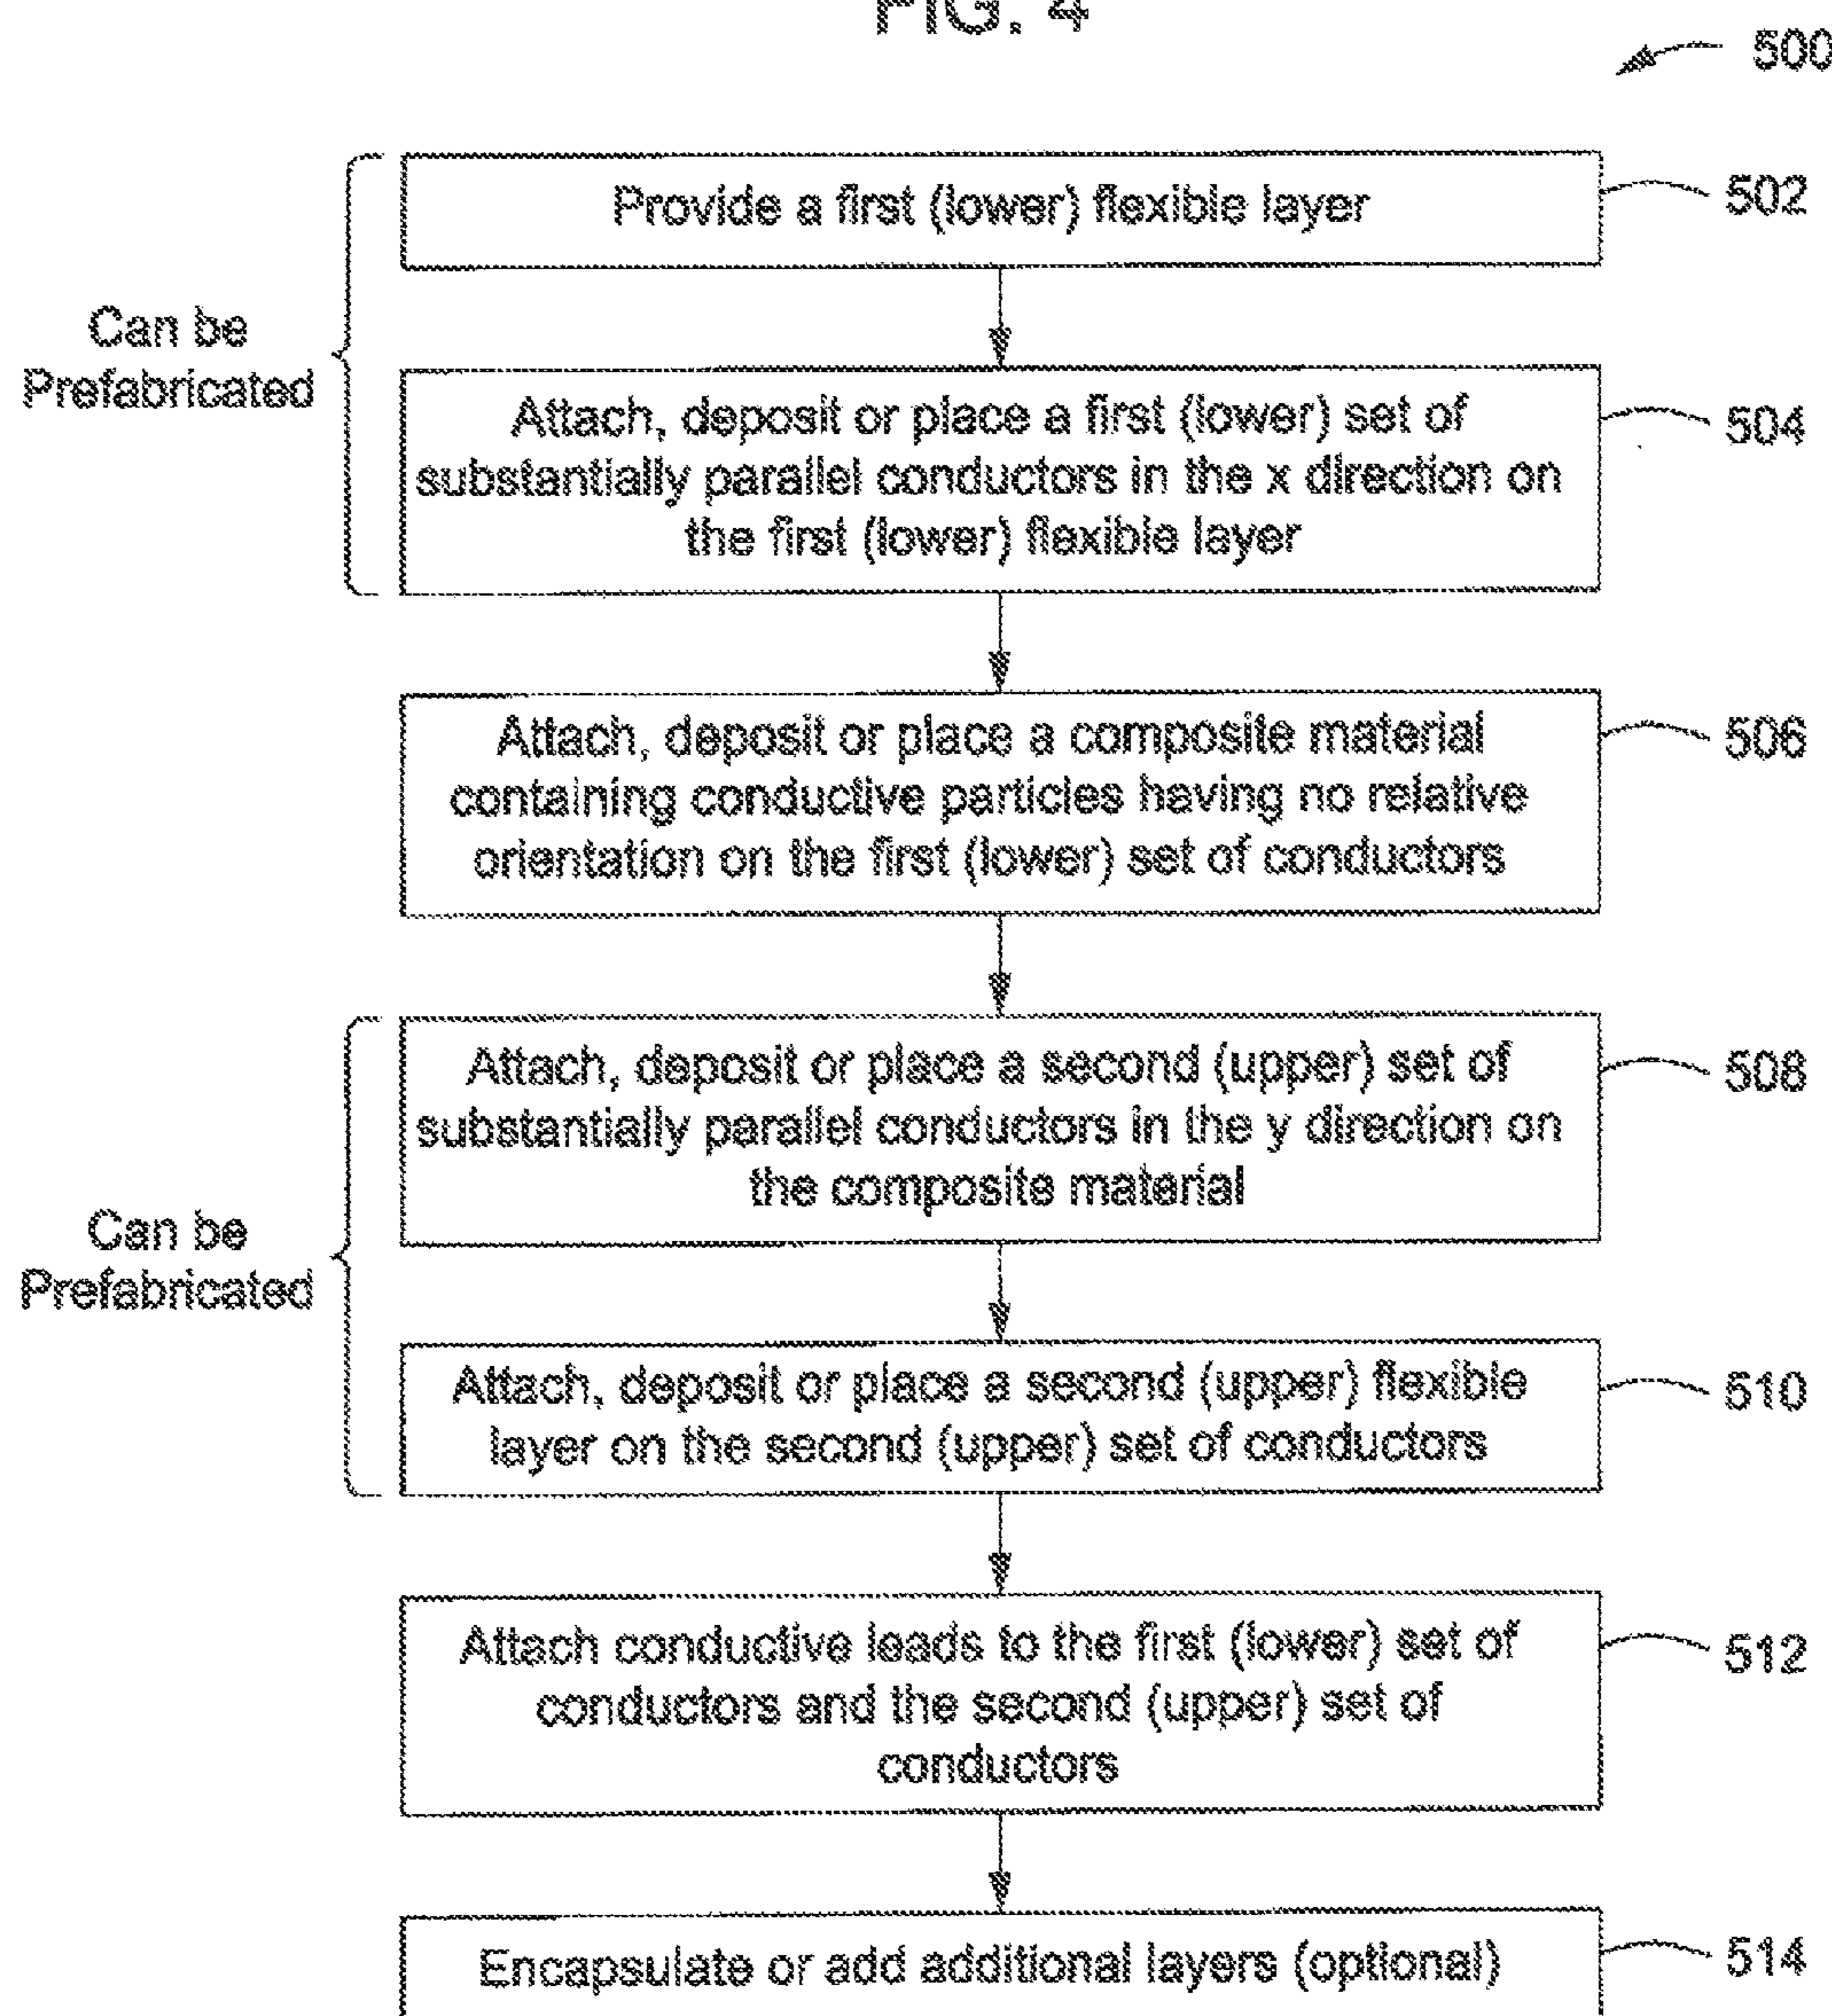 FIG. 4
500
Provide a first (lower) flexible layer
502
Can be
Prefabricated
Attach, deposit or place a first (lower) set of
substantially parallel conductors in the x direction on
the first (lower) flexible layer
504
Attach, deposit or place a composite material
containing conductive particles having no relative
orientation on the first (lower) set of conductors
506
Attach, deposit or place a second (upper) set of
substantially parallel conductors in the y direction on
the composite material
508
Can be
Prefabricated
Attach, deposit or place a second (upper) flexible
layer on the second (upper) set of conductors
510
Attach conductive leads to the first (lower) set of
conductors and the second (upper) set of
conductors
512
Encapsulate or add additional layers (optional)
514